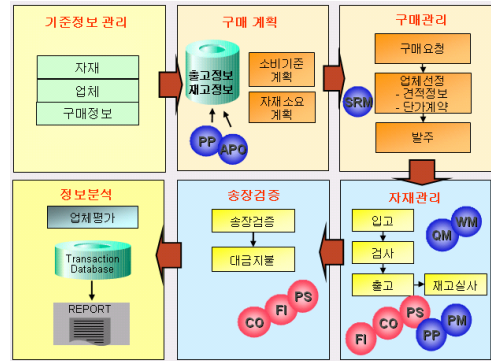 기준정보 관리
자재
업체
구매정보
구매 계획
출고정보
재고정보
소비기준
계획
자재소요
계획
PP
APO
구매관리
구매요청
업체선정
- 견적정보
- 단가계약
SRM
발주
정보분석
업체평가
Transaction
Database
REPORT
송장검증
송장검증
대금지불
CO
FI
PS
자재관리
입고
QM
WM
검사
출고
재고실사
FI
CO
PS
PP
PM